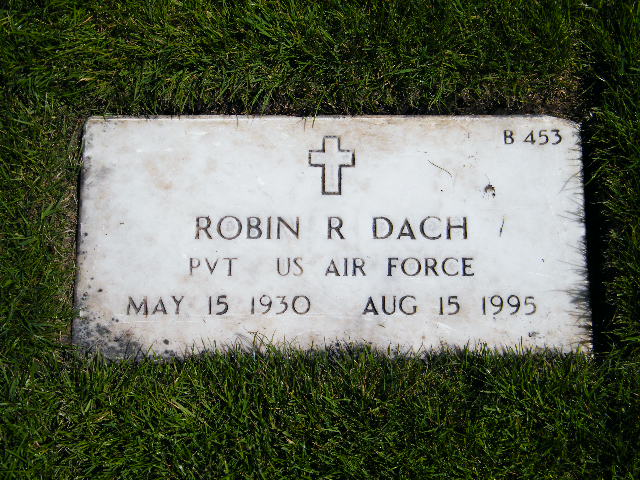 B 453
ROBIN R DACH
PVT US AIR FORCE
MAY 15 1930 AUG 15 1995